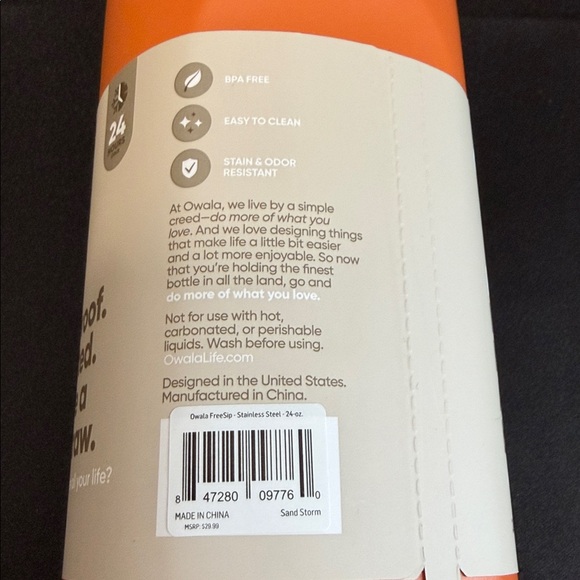 24
HOURS
BPA FREE
EASY TO CLEAN
STAIN & ODOR
RESISTANT
At Owala, we live by a simple
creed—do more of what you
love. And we love designing things
that make life a little bit easier
and a lot more enjoyable. So now
that you're holding the finest
bottle in all the land, go and
do more of what you love.
Not for use with hot,
carbonated, or perishable
liquids. Wash before using.
OwalaLife.com
Designed in the United States.
Manufactured in China.
oof.
ed.
a
aw.
your life?
Owala FreeSip - Stainless Steel - 24-oz.
8 47280 09776 0
MADE IN CHINA
Sand Storm
MSRP: $29.99